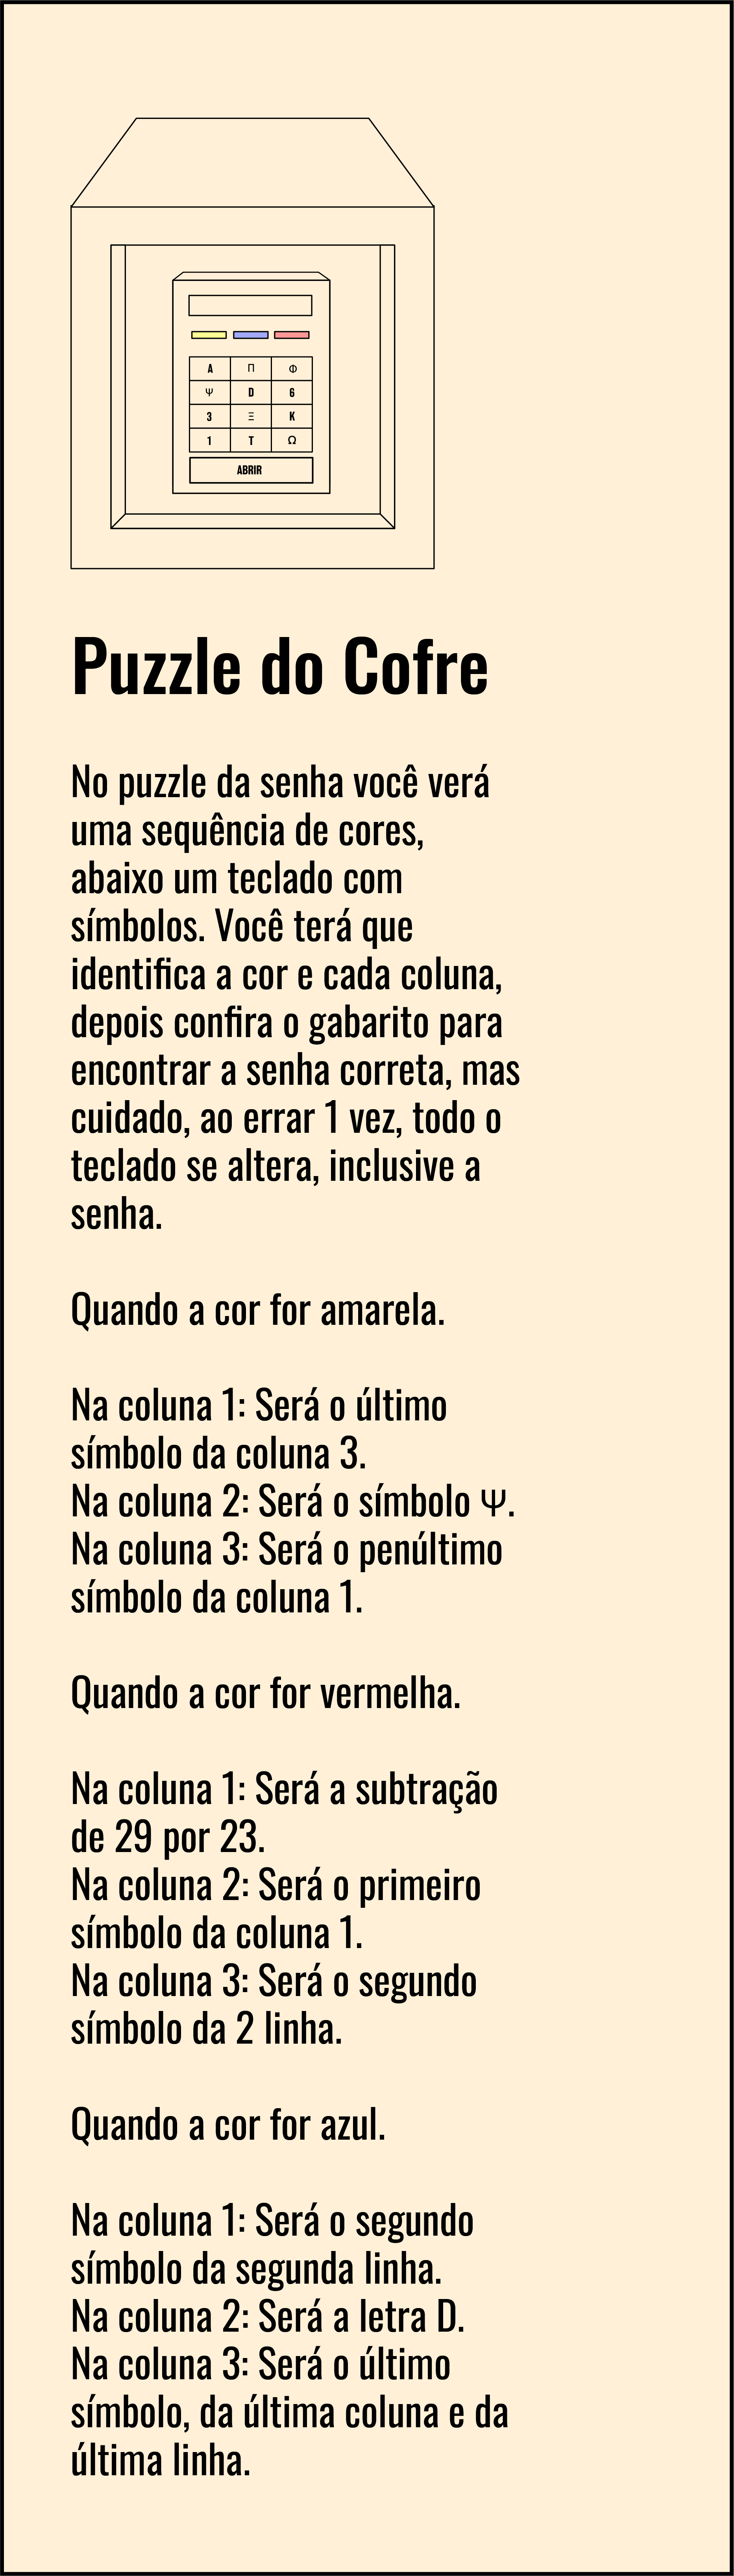 A Π Φ
Ψ D 6
3 Ξ K
1 T Ω
ABRIR
Puzzle do Cofre
No puzzle da senha você verá
uma sequência de cores,
abaixo um teclado com
símbolos. Você terá que
identifica a cor e cada coluna,
depois confira o gabarito para
encontrar a senha correta, mas
cuidado, ao errar 1 vez, todo o
teclado se altera, inclusive a
senha.
Quando a cor for amarela.
Na coluna 1: Será o último
símbolo da coluna 3.
Na coluna 2: Será o símbolo Ψ.
Na coluna 3: Será o penúltimo
símbolo da coluna 1.
Quando a cor for vermelha.
Na coluna 1: Será a subtração
de 29 por 23.
Na coluna 2: Será o primeiro
símbolo da coluna 1.
Na coluna 3: Será o segundo
símbolo da 2 linha.
Quando a cor for azul.
Na coluna 1: Será o segundo
símbolo da segunda linha.
Na coluna 2: Será a letra D.
Na coluna 3: Será o último
símbolo, da última coluna e da
última linha.